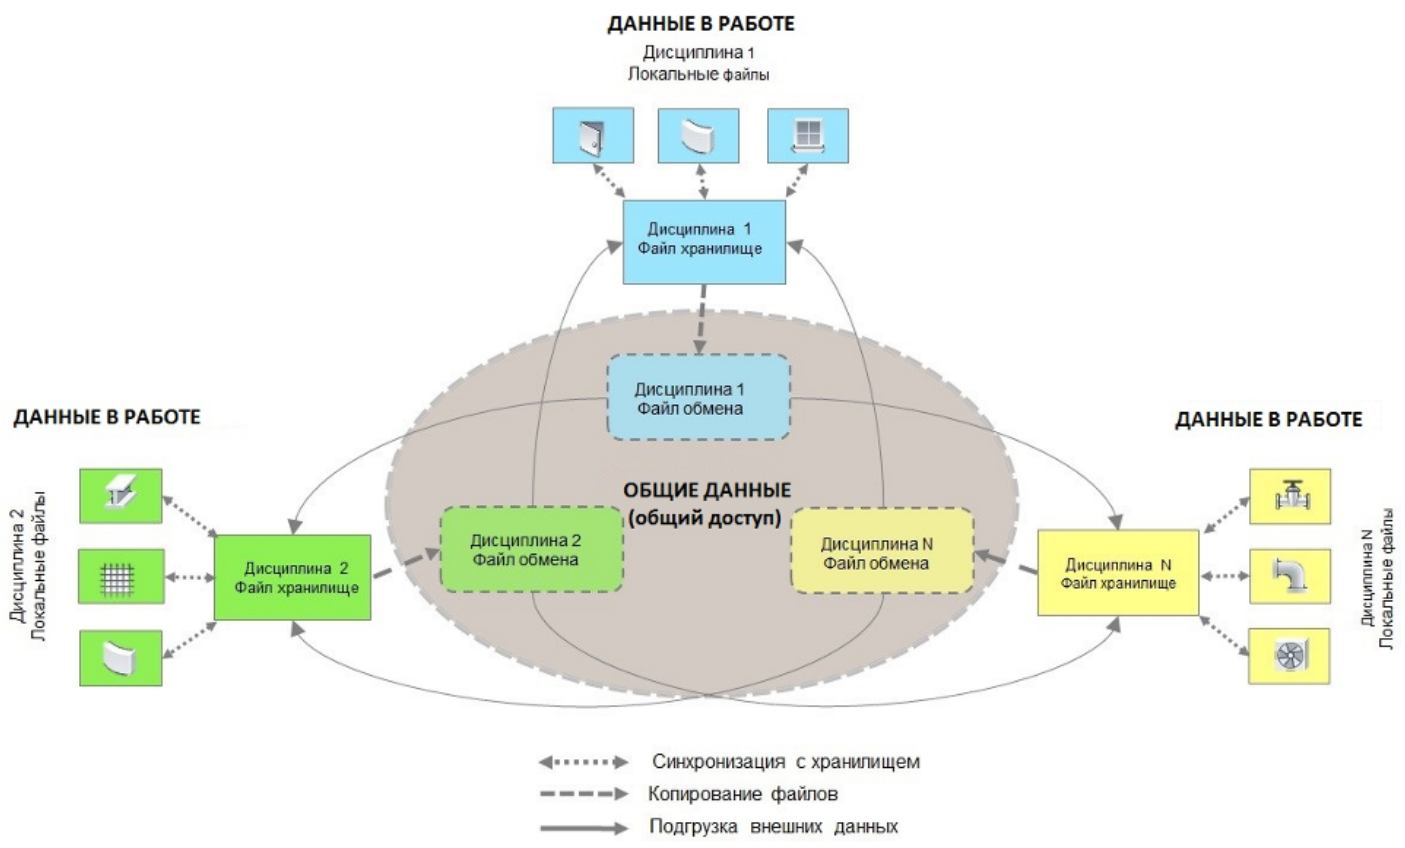 ДАННЫЕ В РАБОТЕ
Дисциплина 1
Локальные файлы
Дисциплина 1
Файл хранилище
Дисциплина 1
Файл обмена
ДАННЫЕ В РАБОТЕ
ДАННЫЕ В РАБОТЕ
ОБЩИЕ ДАННЫЕ
(общий доступ)
Дисциплина 2
Локальные файлы
Дисциплина 2
Файл хранилище
Дисциплина 2
Файл обмена
Дисциплина N
Файл обмена
Дисциплина N
Файл хранилище
Дисциплина N
Локальные файлы
Синхронизация с хранилищем
Копирование файлов
Подгрузка внешних данных